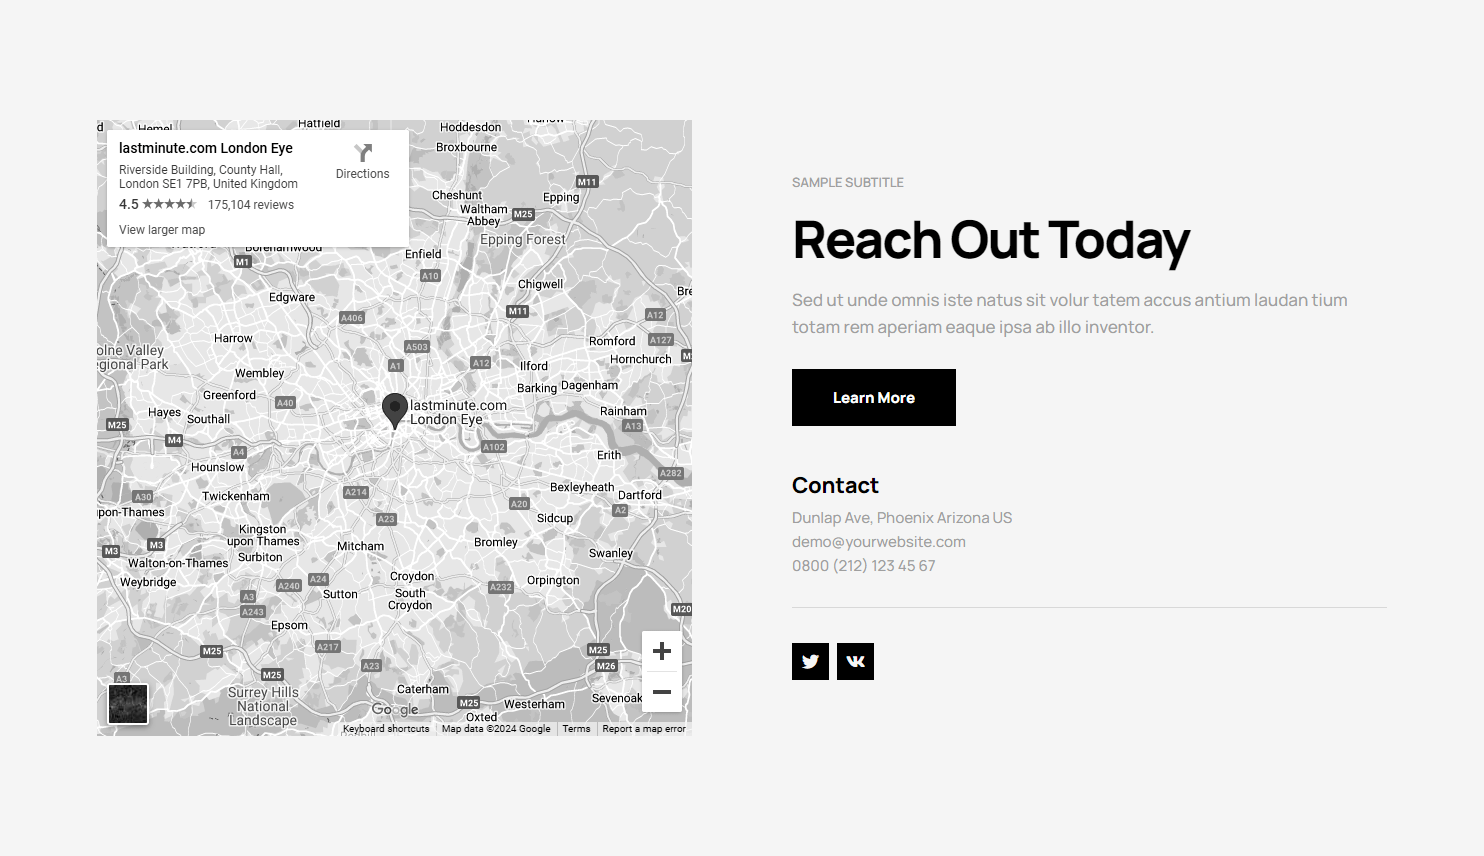 Hatfield
Hoddesdon
Broxbourne
lastminute.com London Eye
Riverside Building, County Hall,
London SE1 7PB, United Kingdom
4.5
175,104 reviews
View larger map
Directions
M11
Cheshunt
Epping
Waltham
Abbey
M25
Epping Forest
Borehamwood
Enfield
M1
A10
Chigwell
Edgware
M11
A406
A12
Harrow
A503
Romford
A127
olne Valley
egional Park
A1
A12
Ilford
Hornchurch
Wembley
Barking
Dagenham
Greenford
A40
Hayes
Southall
lastminute.com
London Eye
Rainham
M25
A13
M4
A4
A102
Erith
Hounslow
A282
A30
Twickenham
A214
Bexleyheath
Dartford
upon-Thames
A20
A2
A23
Sidcup
Kingston
upon Thames
M3
M3
Surbiton
Mitcham
Bromley
Swanley
Walton-on-Thames
Weybridge
A240
A24
Croydon
A232
Orpington
A3
Sutton
South
Croydon
A243
M20
Epsom
A217
M25
M25
A23
M26
M25
A3
Surrey Hills
National
Landscape
Caterham
Google
M25
Westerham
Sevenoak
Oxted
Keyboard shortcuts
Map data ©2024 Google
Terms
Report a map error
SAMPLE SUBTITLE
Reach Out Today
Sed ut unde omnis iste natus sit volur tatem accus antium laudan tium
totam rem aperiam eaque ipsa ab illo inventor.
Learn More
Contact
Dunlap Ave, Phoenix Arizona US
demo@yourwebsite.com
0800 (212) 123 45 67